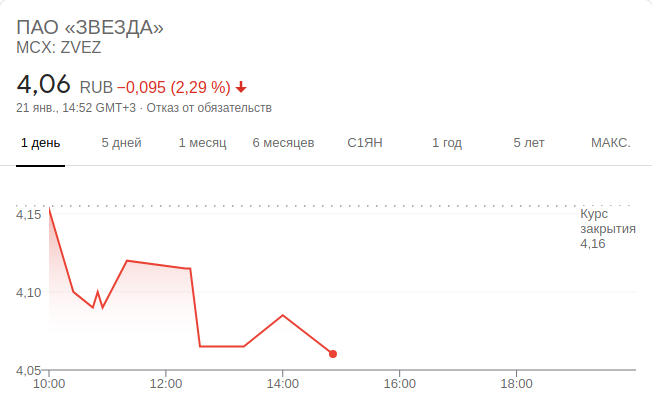 ПАО «ЗВЕЗДА»
MCX: ZVEZ
4,06 RUB −0,095 (2,29 %)
21 янв., 14:52 GMT+3 · Отказ от обязательств
1 день 5 дней 1 месяц 6 месяцев С1ЯН 1 год 5 лет МАКС.
4,15
Курс
закрытия
4,16
4,10
4,05
10:00 12:00 14:00 16:00 18:00